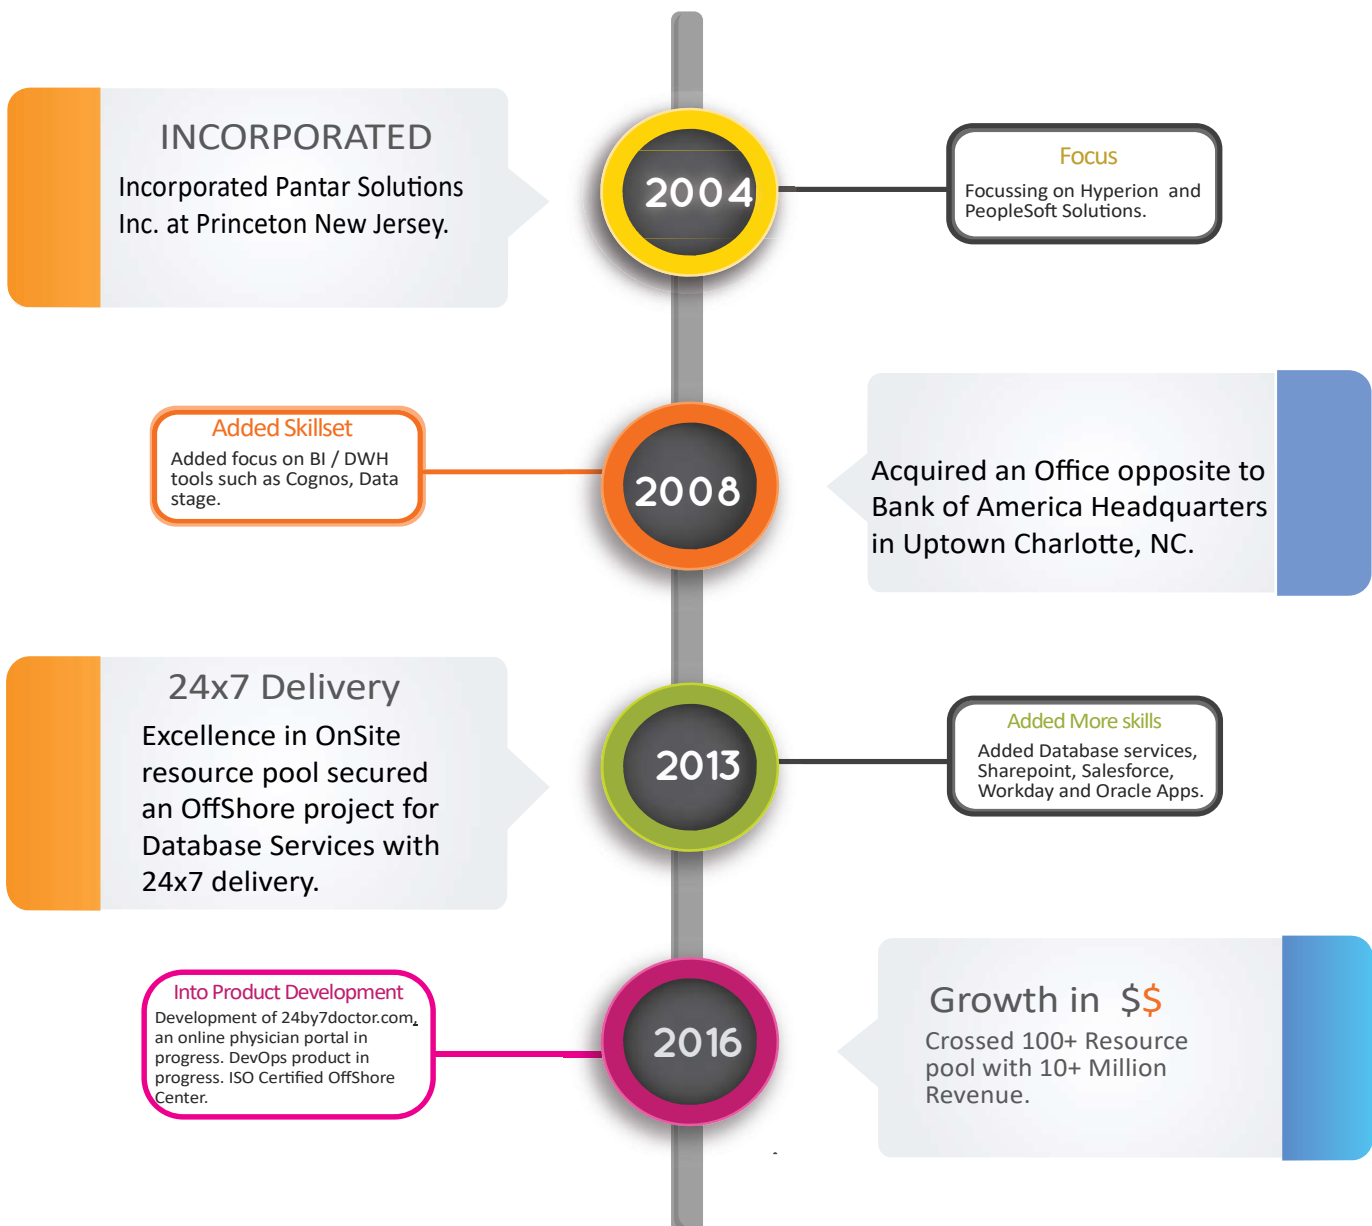 INCORPORATED
Incorporated Pantar Solutions
Inc. at Princeton New Jersey.
2004
Focus
Focussing on Hyperion and
PeopleSoft Solutions.
Added Skillset
Added focus on BI / DWH
tools such as Cognos, Data
stage.
2008
Acquired an Office opposite to
Bank of America Headquarters
in Uptown Charlotte, NC.
24x7 Delivery
Excellence in OnSite
resource pool secured
an OffShore project for
Database Services with
24x7 delivery.
2013
Added More skills
Added Database services,
Sharepoint, Salesforce,
Workday and Oracle Apps.
Into Product Development
Development of 24by7doctor.com,
an online physician portal in
progress. DevOps product in
progress. ISO Certified OffShore
Center.
2016
Growth in $$
Crossed 100+ Resource
pool with 10+ Million
Revenue.